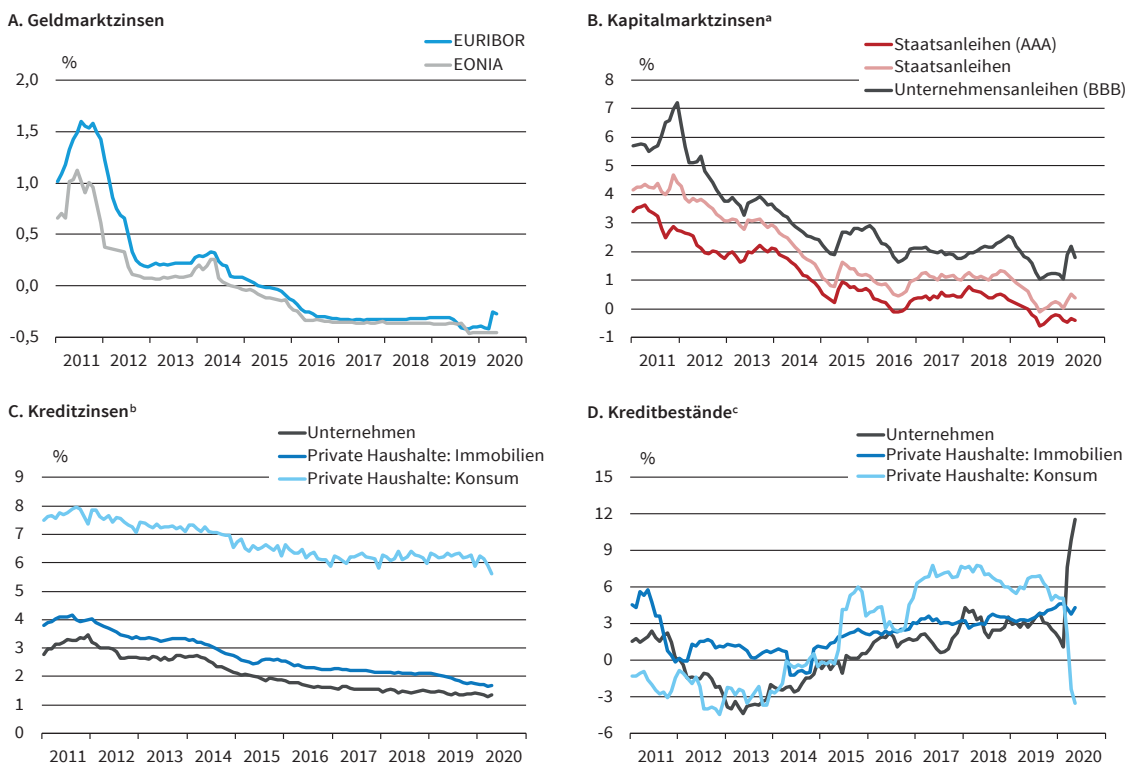 A. Geldmarktzinsen
EURIBOR
EONIA
%
2,0
1,5
1,0
0,5
0,0
-0,5
2011 2012 2013 2014 2015 2016 2017 2018 2019 2020
B. Kapitalmarktzinsenᵃ
Staatsanleihen (AAA)
Staatsanleihen
Unternehmensanleihen (BBB)
%
8
7
6
5
4
3
2
1
0
-1
2011 2012 2013 2014 2015 2016 2017 2018 2019 2020
C. Kreditzinsenᵇ
Unternehmen
Private Haushalte: Immobilien
Private Haushalte: Konsum
%
9
8
7
6
5
4
3
2
1
0
2011 2012 2013 2014 2015 2016 2017 2018 2019 2020
D. Kreditbeständeᶜ
Unternehmen
Private Haushalte: Immobilien
Private Haushalte: Konsum
%
15
12
9
6
3
0
-3
-6
2011 2012 2013 2014 2015 2016 2017 2018 2019 2020